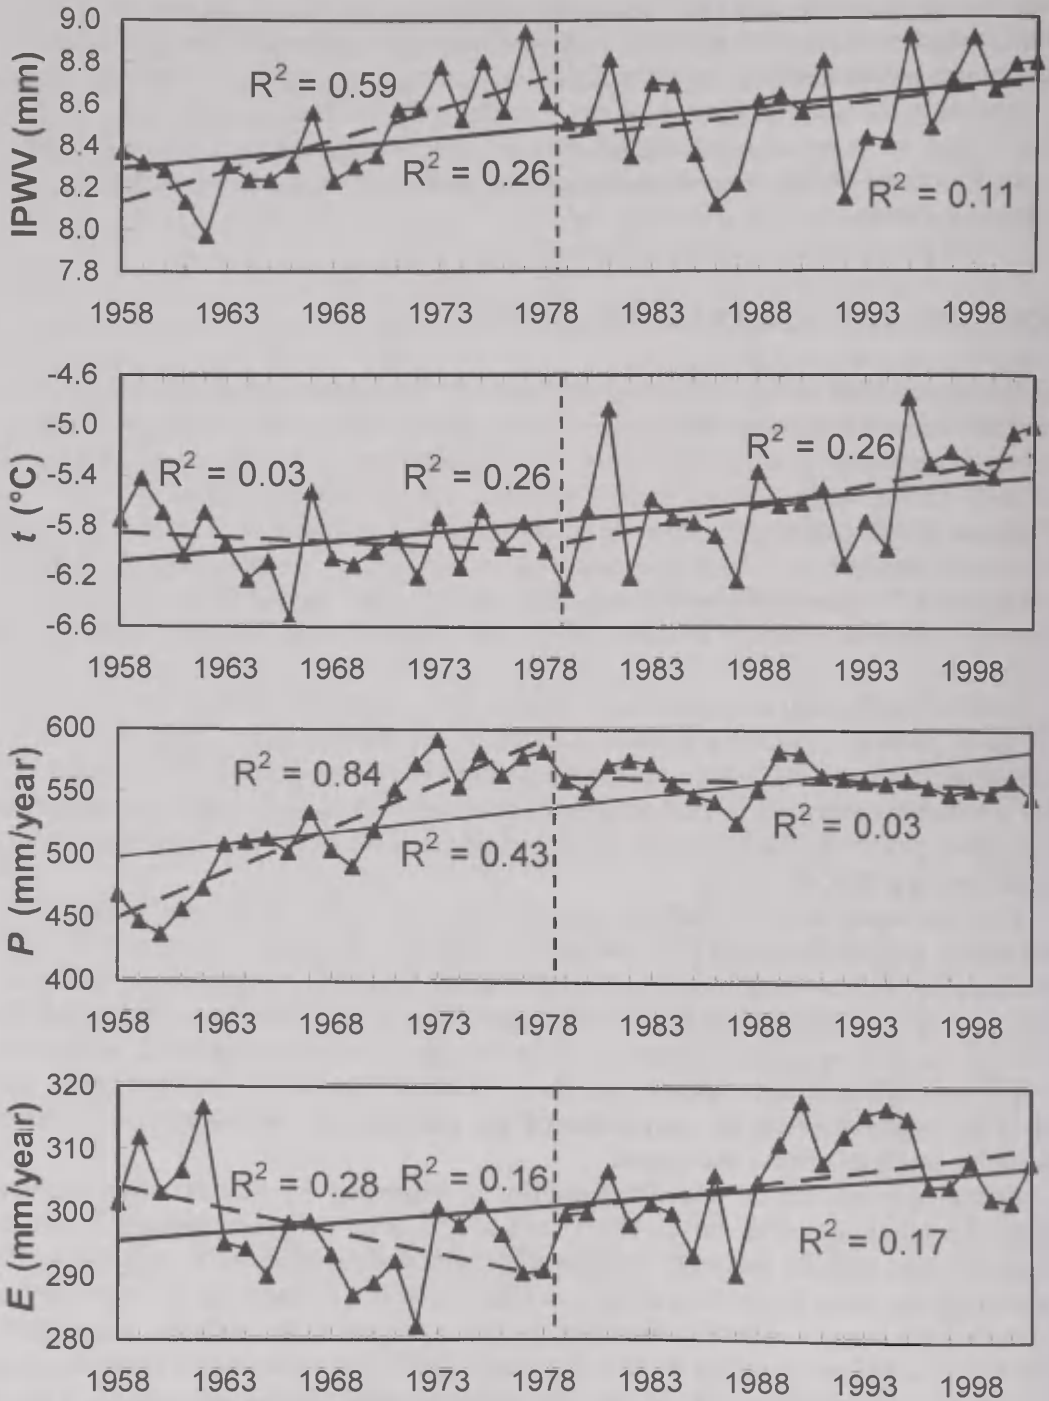 IPWV (mm)
9.0
8.8
8.6
8.4
8.2
8.0
7.8
R² = 0.59
R² = 0.26
R² = 0.11
1958 1963 1968 1973 1978 1983 1988 1993 1998
t (°C)
-4.6
-5.0
-5.4
-5.8
-6.2
-6.6
R² = 0.03
R² = 0.26
R² = 0.26
1958 1963 1968 1973 1978 1983 1988 1993 1998
P (mm/year)
600
550
500
450
400
R² = 0.84
R² = 0.43
R² = 0.03
1958 1963 1968 1973 1978 1983 1988 1993 1998
E (mm/year)
320
310
300
290
280
R² = 0.28
R² = 0.16
R² = 0.17
1958 1963 1968 1973 1978 1983 1988 1993 1998